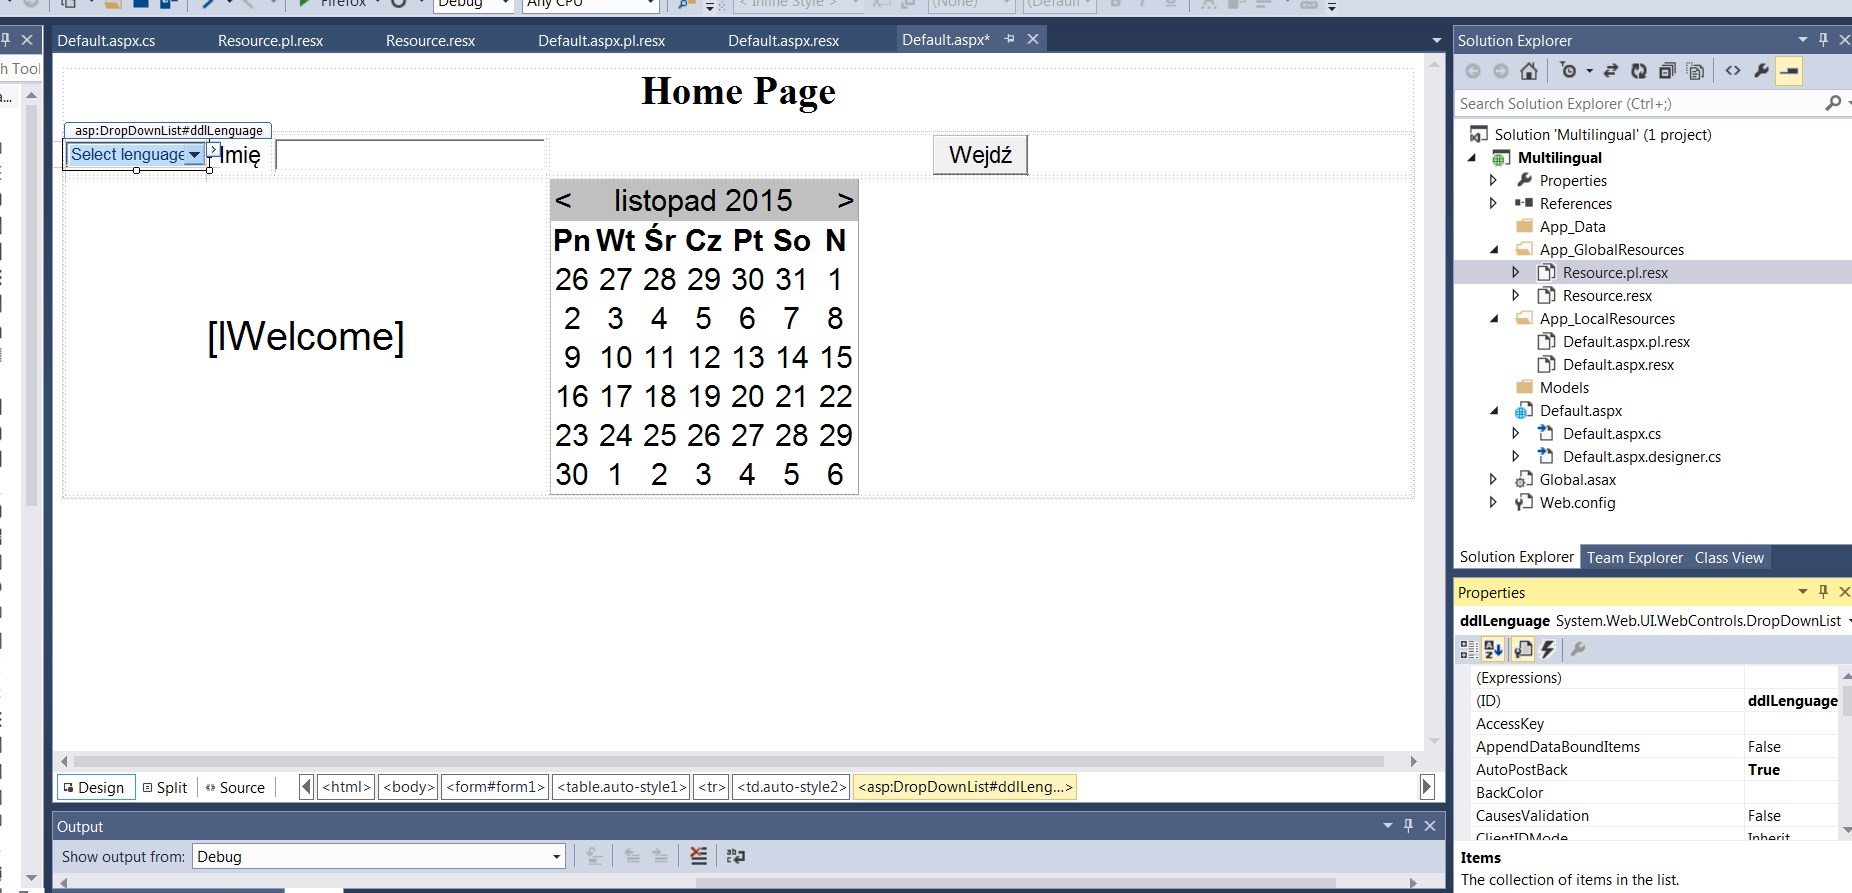 Firefox Debug Any CPU < Inline Style > (None) (Default
Default.aspx.cs Resource.pl.resx Resource.resx Default.aspx.pl.resx Default.aspx.resx Default.aspx*
h Tool
a...
Home Page
asp:DropDownList#ddlLenguage
Select lenguage Imię Wejdź
< listopad 2015 >
Pn Wt Śr Cz Pt So N
26 27 28 29 30 31 1
2 3 4 5 6 7 8
9 10 11 12 13 14 15
16 17 18 19 20 21 22
23 24 25 26 27 28 29
30 1 2 3 4 5 6
[lWelcome]
Design Split Source <html> <body> <form#form1> <table.auto-style1> <tr> <td.auto-style2> <asp:DropDownList#ddlLeng...>
Output
Show output from: Debug
Solution Explorer
Search Solution Explorer (Ctrl+;)
Solution 'Multilingual' (1 project)
Multilingual
Properties
References
App_Data
App_GlobalResources
Resource.pl.resx
Resource.resx
App_LocalResources
Default.aspx.pl.resx
Default.aspx.resx
Models
Default.aspx
Default.aspx.cs
Default.aspx.designer.cs
Global.asax
Web.config
Solution Explorer Team Explorer Class View
Properties
ddlLenguage System.Web.UI.WebControls.DropDownList
(Expressions)
(ID) ddlLenguage
AccessKey
AppendDataBoundItems False
AutoPostBack True
BackColor
CausesValidation False
ClientIDMode Inherit
Items
The collection of items in the list.